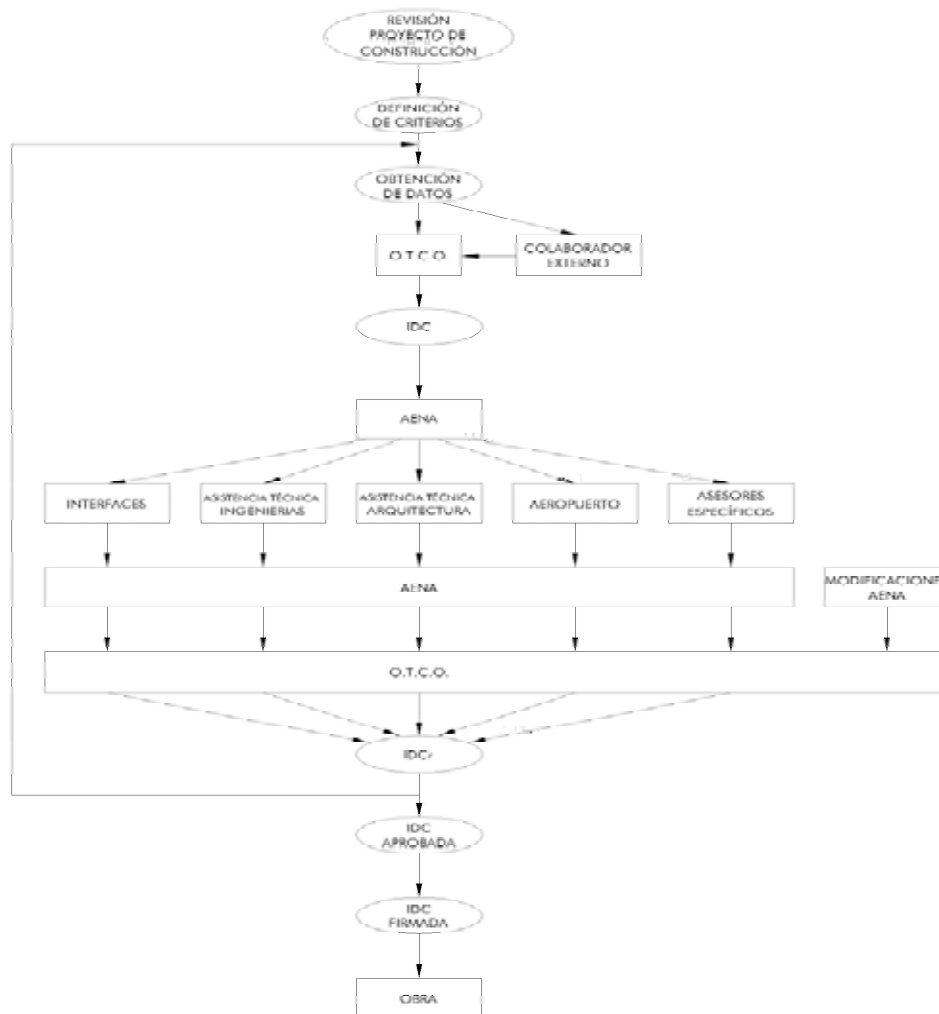 REVISIÓN
PROYECTO DE
CONSTRUCCIÓN
DEFINICIÓN
DE CRITERIOS
OBTENCIÓN
DE DATOS
O.T.C.O.
COLABORADOR
EXTERNO
IDC
AENA
INTERFACES
ASISTENCIA TÉCNICA
INGENIERIAS
ASISTENCIA TÉCNICA
ARQUITECTURA
AEROPUERTO
ASESORES
ESPECÍFICOS
AENA
MODIFICACIONE
AENA
O.T.C.O.
IDC
APROBADA
IDC
FIRMADA
OBRA